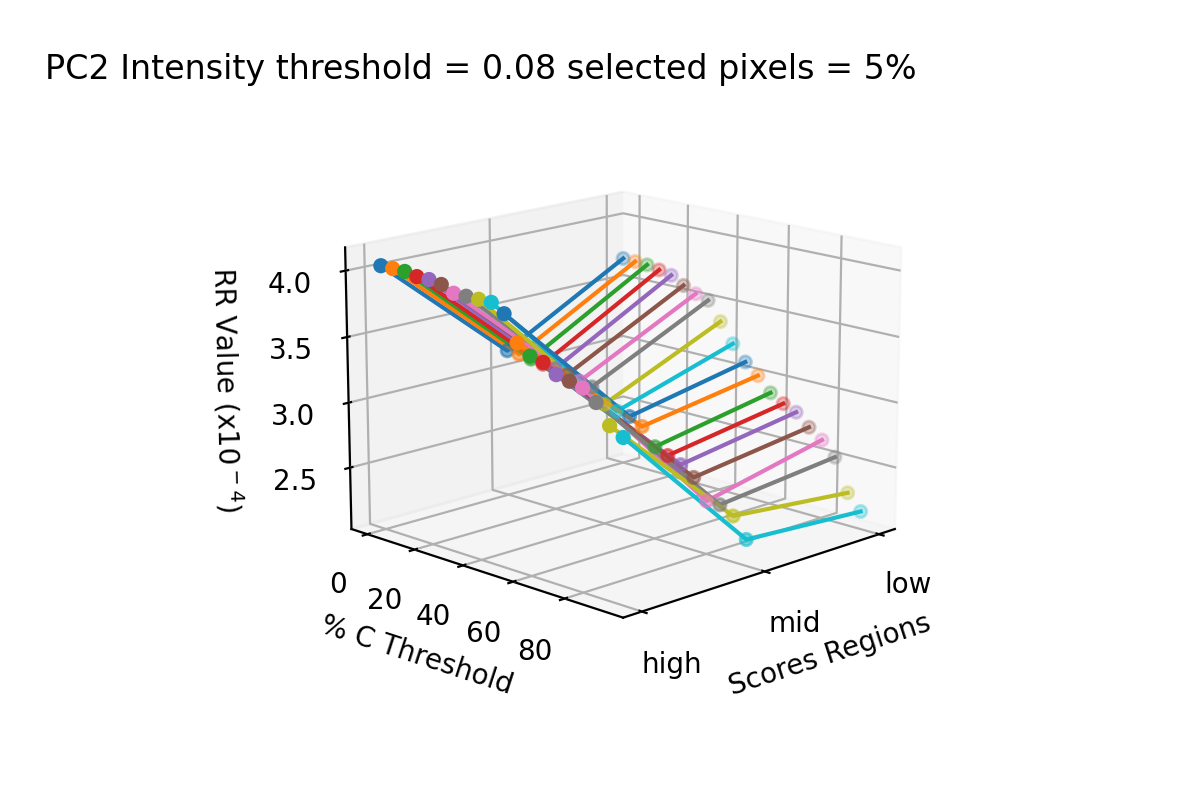 PC2 Intensity threshold = 0.08 selected pixels = 5%
RR Value (x10⁻⁴)
4.0
3.5
3.0
2.5
0
20
40
60
80
% C Threshold
high
mid
low
Scores Regions